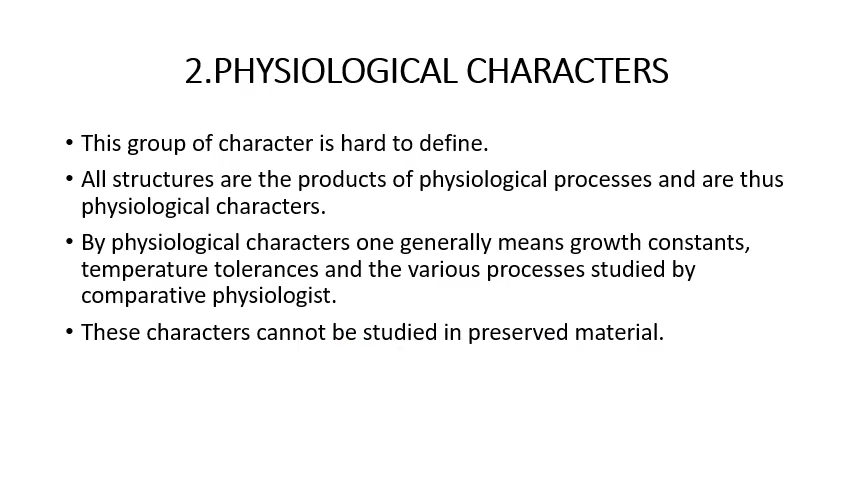 2.PHYSIOLOGICAL CHARACTERS
• This group of character is hard to define.
• All structures are the products of physiological processes and are thus
physiological characters.
• By physiological characters one generally means growth constants,
temperature tolerances and the various processes studied by
comparative physiologist.
• These characters cannot be studied in preserved material.